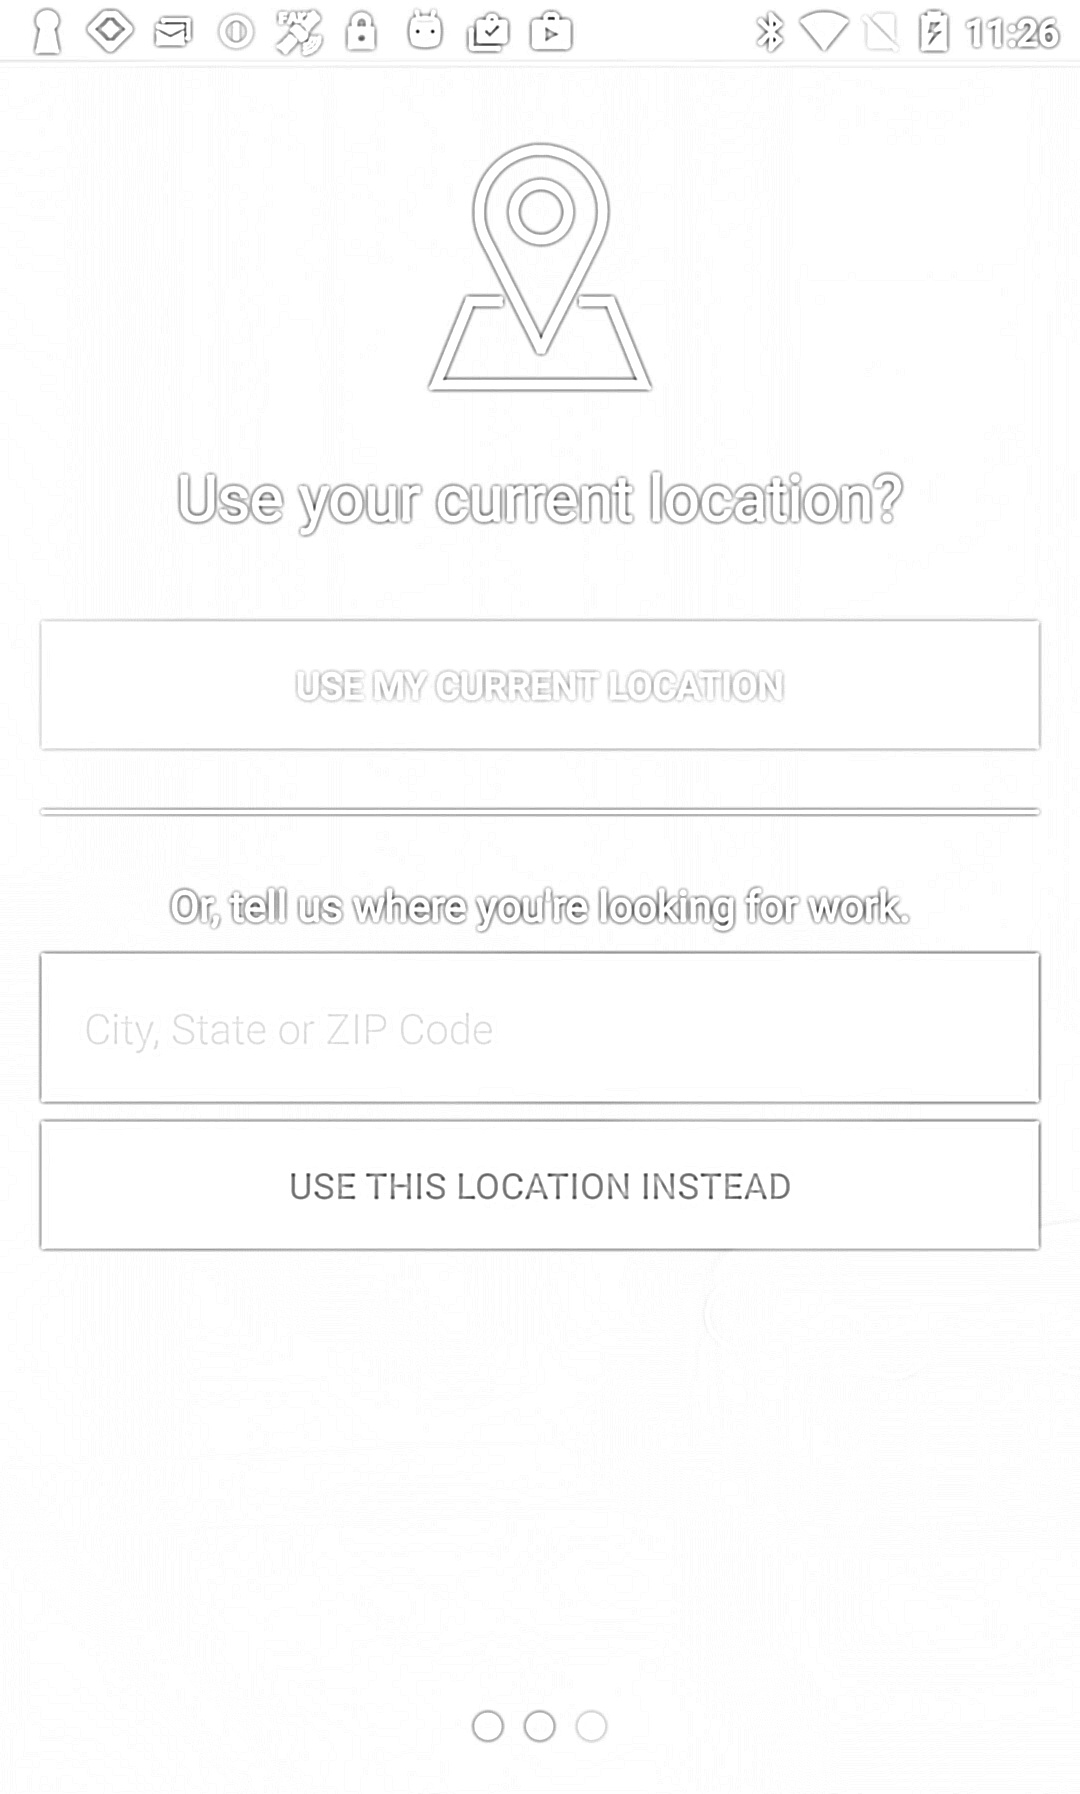 FAKE
11:26
Use your current location?
USE MY CURRENT LOCATION
Or, tell us where you're looking for work.
City, State or ZIP Code
USE THIS LOCATION INSTEAD